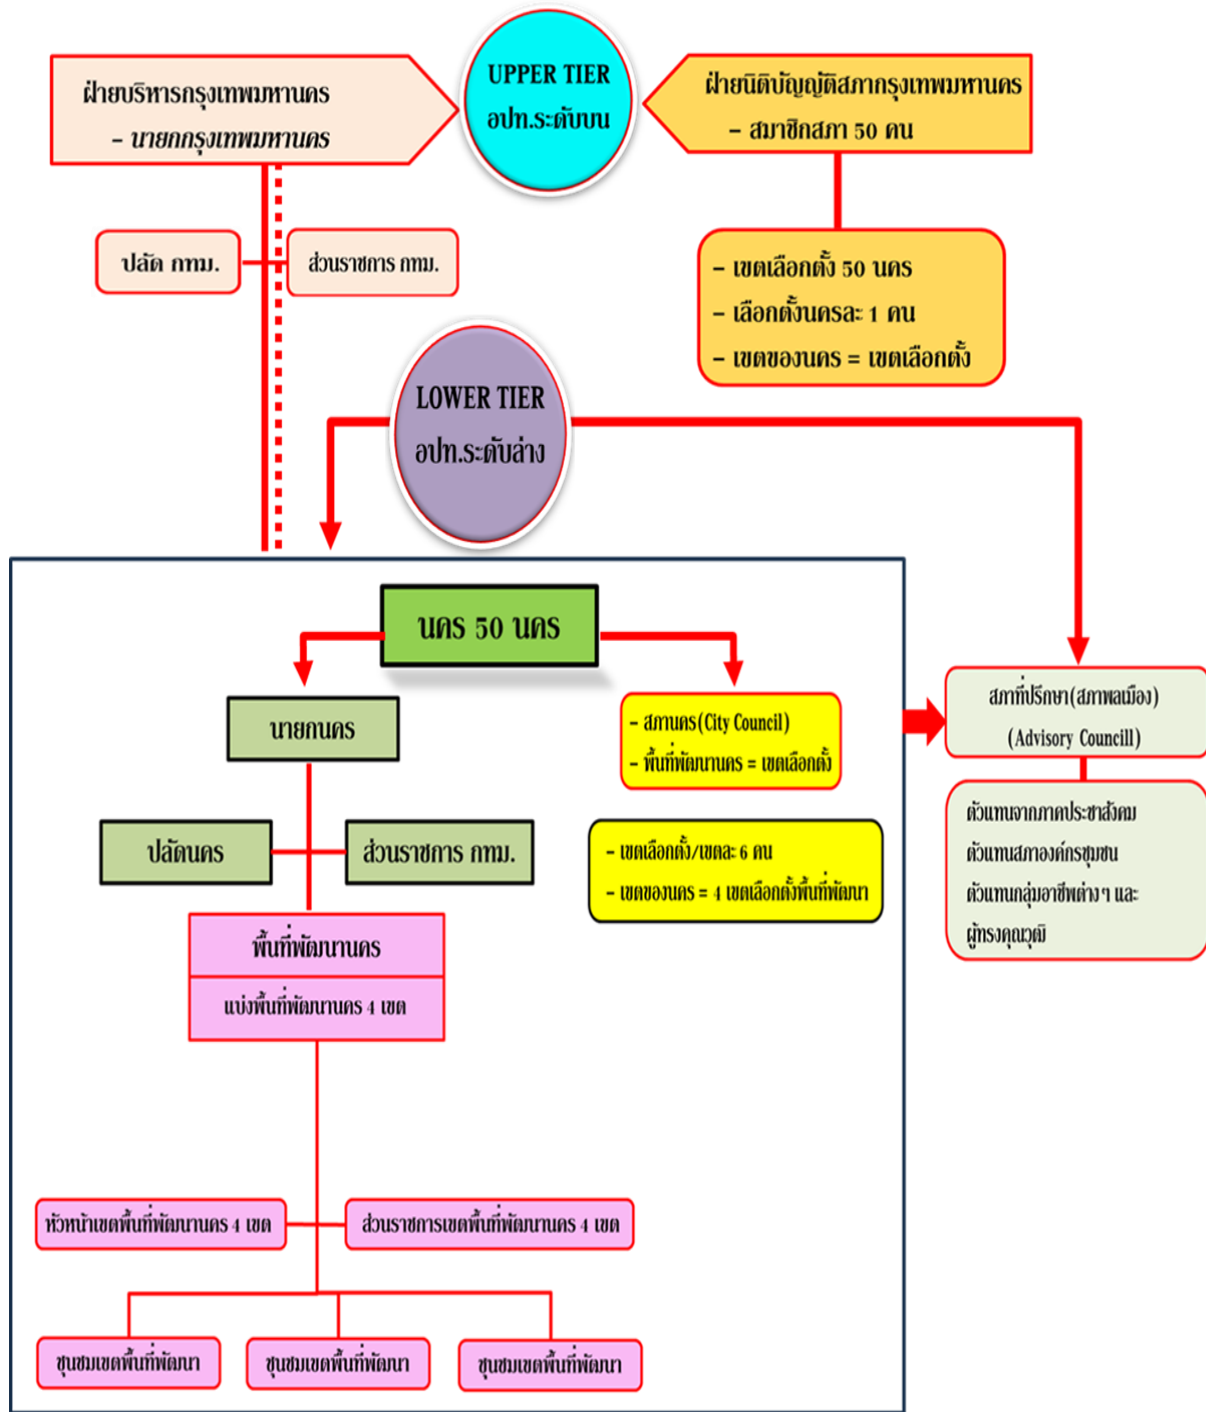 ฝ่ายบริหารกรุงเทพมหานคร
- นายกกรุงเทพมหานคร
UPPER TIER
อปท.ระดับบน
ฝ่ายนิติบัญญัติสภากรุงเทพมหานคร
- สมาชิกสภา 50 คน
ปลัด กทม.
ส่วนราชการ กทม.
- เขตเลือกตั้ง 50 นคร
- เลือกตั้งนครละ 1 คน
- เขตของนคร = เขตเลือกตั้ง
LOWER TIER
อปท.ระดับล่าง
นคร 50 นคร
นายกนคร
- สภานคร(City Council)
- พื้นที่พัฒนานคร = เขตเลือกตั้ง
สภาที่ปรึกษา(สภาพลเมือง)
(Advisory Councill)
ปลัดนคร
ส่วนราชการ กทม.
- เขตเลือกตั้ง/เขตละ 6 คน
- เขตของนคร = 4 เขตเลือกตั้งพื้นที่พัฒนา
ตัวแทนจากภาคประชาสังคม
ตัวแทนสภาองค์กรชุมชน
ตัวแทนกลุ่มอาชีพต่างๆ และ
ผู้ทรงคุณวุฒิ
พื้นที่พัฒนานคร
แบ่งพื้นที่พัฒนานคร 4 เขต
หัวหน้าเขตพื้นที่พัฒนานคร 4 เขต
ส่วนราชการเขตพื้นที่พัฒนานคร 4 เขต
ชุนชมเขตพื้นที่พัฒนา
ชุนชมเขตพื้นที่พัฒนา
ชุนชมเขตพื้นที่พัฒนา